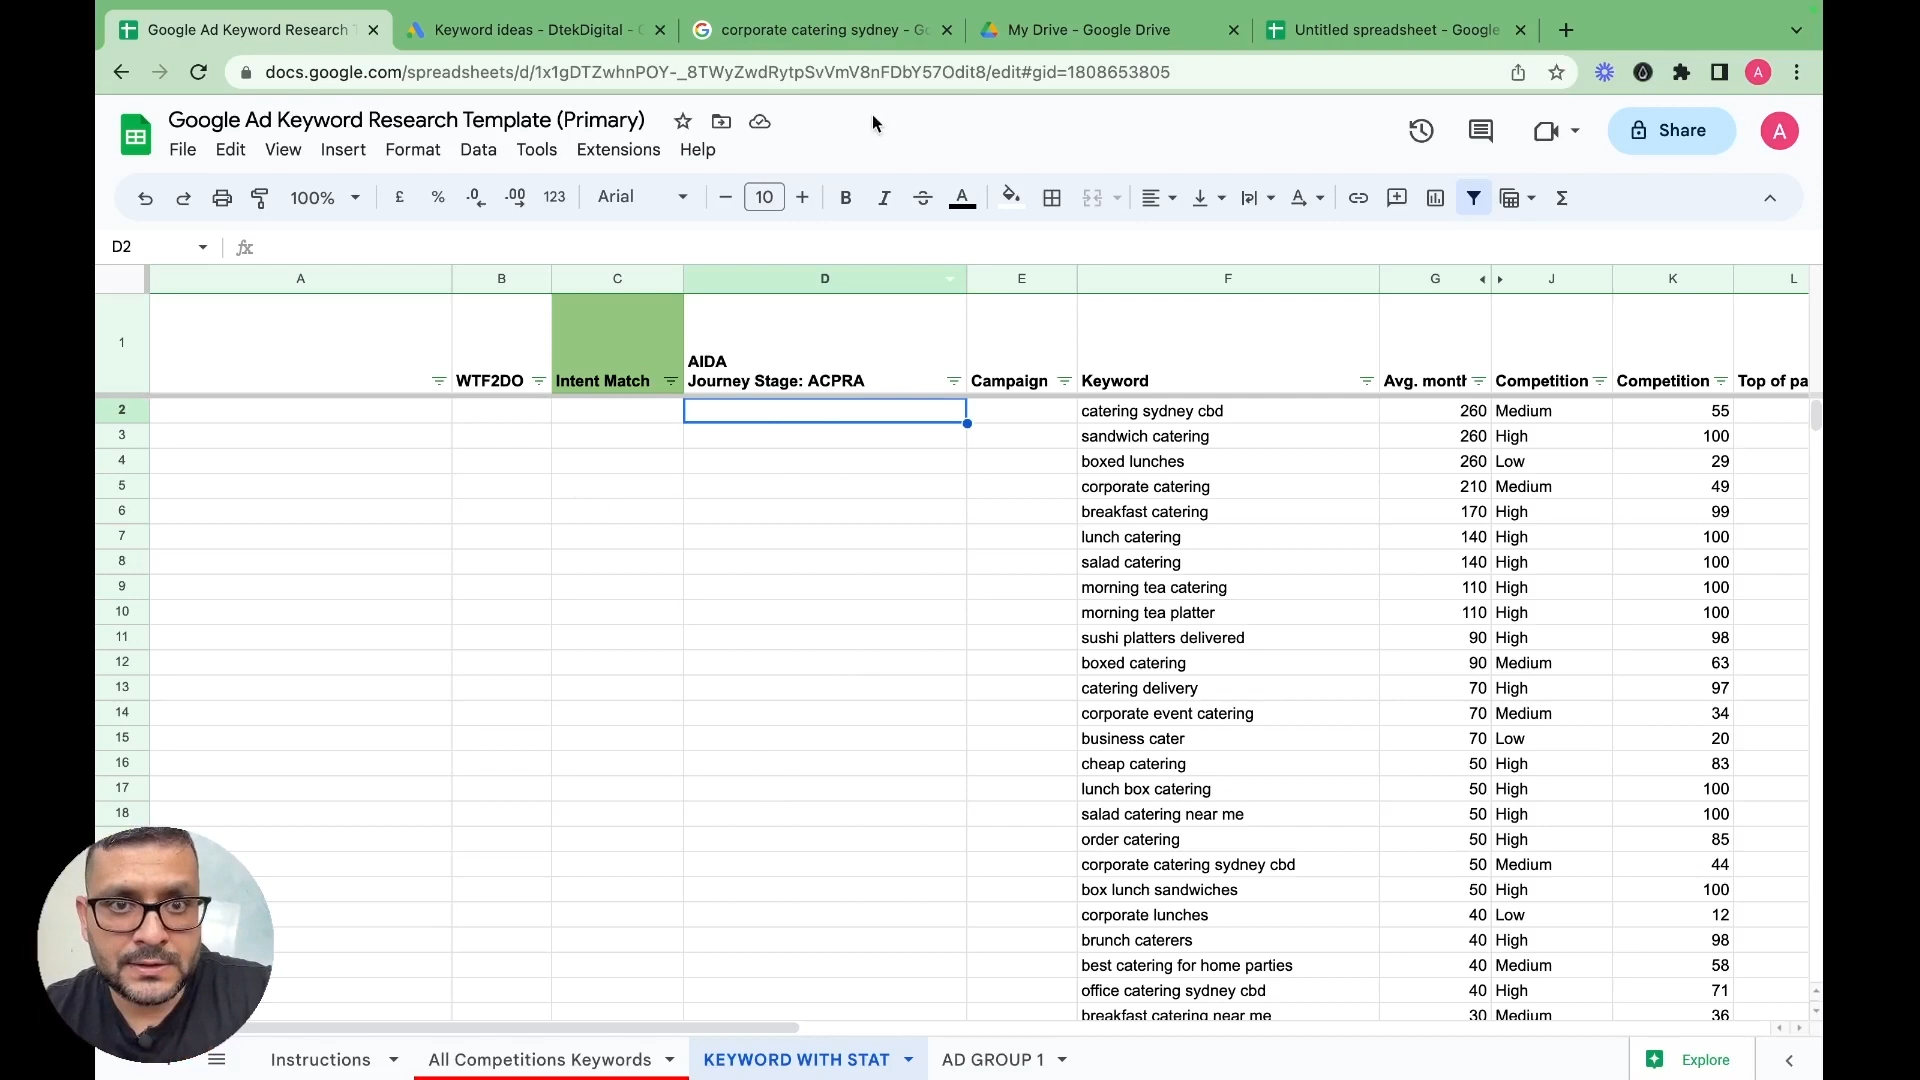 Google Ad Keyword Research T
Keyword ideas - DtekDigital - G
corporate catering sydney - Go
My Drive - Google Drive
Untitled spreadsheet - Google
docs.google.com/spreadsheets/d/1x1gDTZwhnPOY-_8TWyZwdRytpSvVmV8nFDbY57Odit8/edit#gid=1808653805
A
Google Ad Keyword Research Template (Primary)
File Edit View Insert Format Data Tools Extensions Help
Share
A
100% £ % .0 .00 123 Arial 10 B I A
D2
fx
A B C D E F G J K L
1
AIDA
WTF2DO Intent Match Journey Stage: ACPRA Campaign Keyword Avg. month Competition Competition Top of pa
2 catering sydney cbd 260 Medium 55
3 sandwich catering 260 High 100
4 boxed lunches 260 Low 29
5 corporate catering 210 Medium 49
6 breakfast catering 170 High 99
7 lunch catering 140 High 100
8 salad catering 140 High 100
9 morning tea catering 110 High 100
10 morning tea platter 110 High 100
11 sushi platters delivered 90 High 98
12 boxed catering 90 Medium 63
13 catering delivery 70 High 97
14 corporate event catering 70 Medium 34
15 business cater 70 Low 20
16 cheap catering 50 High 83
17 lunch box catering 50 High 100
18 salad catering near me 50 High 100
order catering 50 High 85
corporate catering sydney cbd 50 Medium 44
box lunch sandwiches 50 High 100
corporate lunches 40 Low 12
brunch caterers 40 High 98
best catering for home parties 40 Medium 58
office catering sydney cbd 40 High 71
breakfast catering near me 30 Medium 36
Instructions All Competitions Keywords KEYWORD WITH STAT AD GROUP 1 Explore